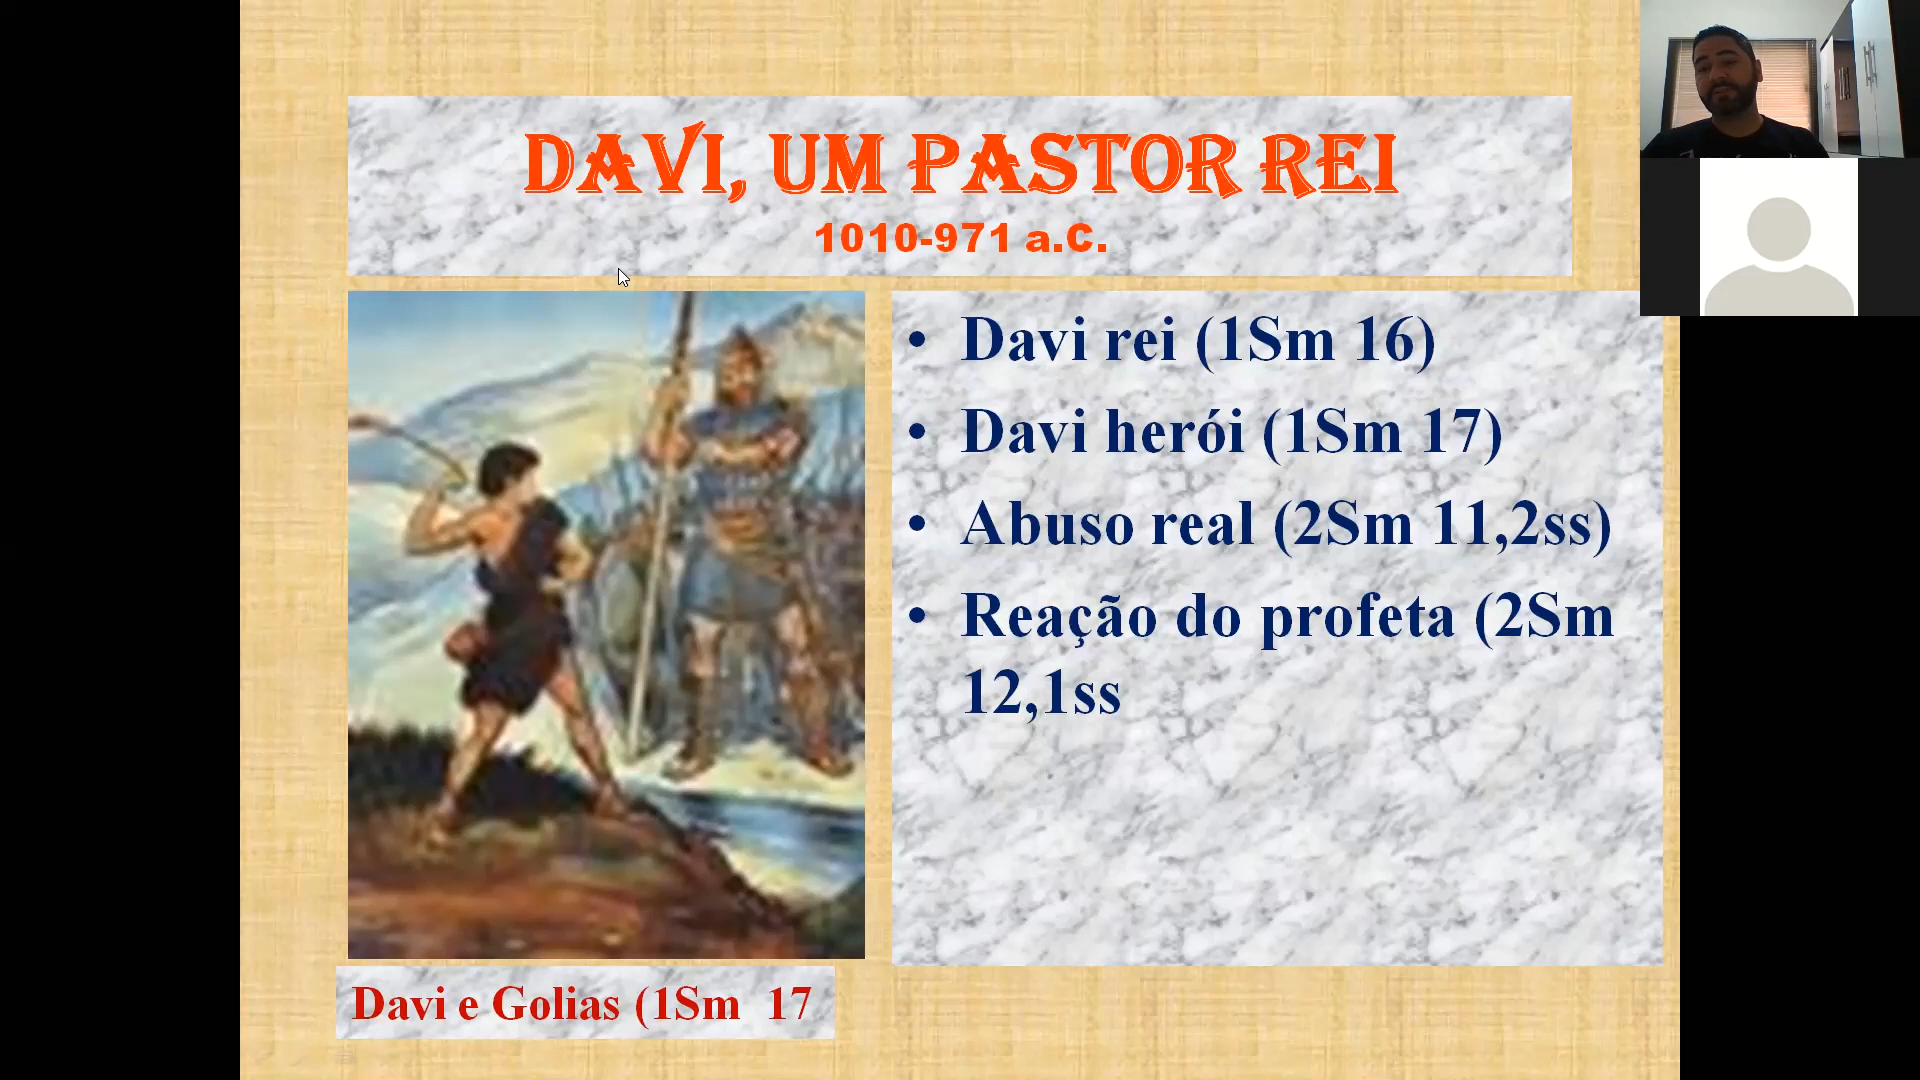 DAVI, UM PASTOR REI
1010-971 a.C.
• Davi rei (1Sm 16)
• Davi herói (1Sm 17)
• Abuso real (2Sm 11,2ss)
• Reação do profeta (2Sm
12,1ss
Davi e Golias (1Sm 17